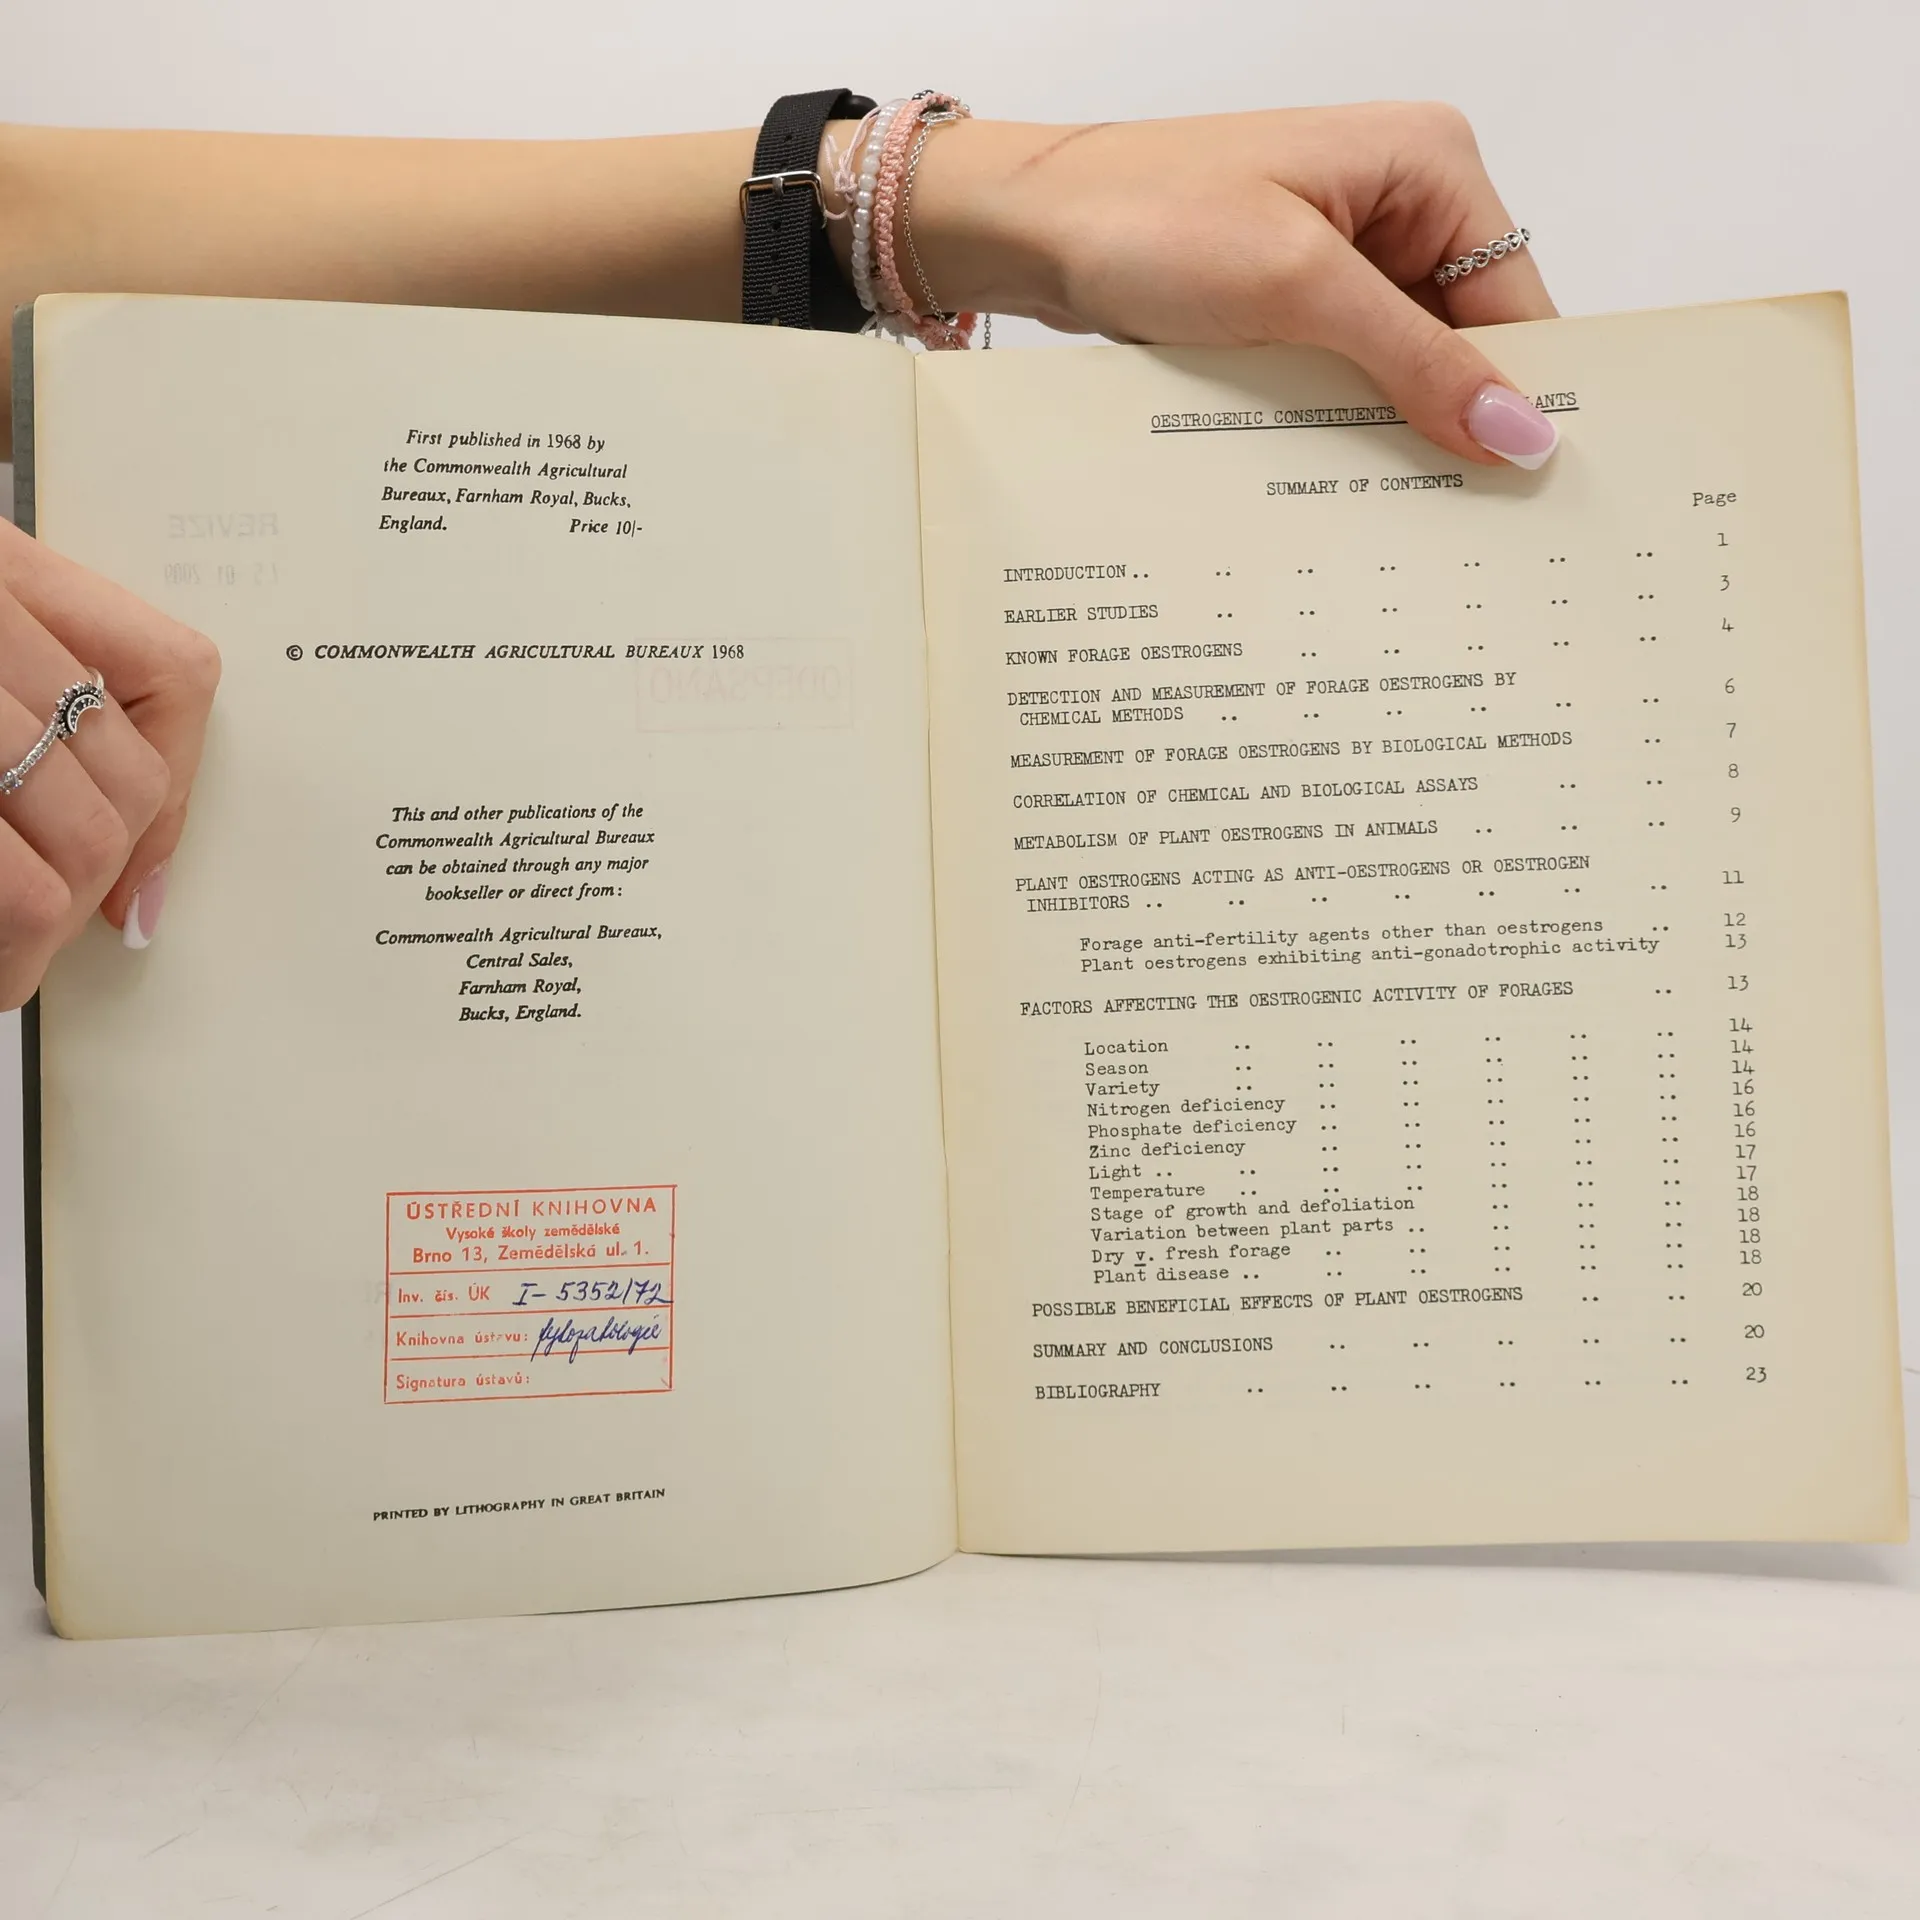 First published in 1968 by
the Commonwealth Agricultural
Bureaux, Farnham Royal, Bucks,
England. Price 10/-
REVIZE
15 01 2009
© COMMONWEALTH AGRICULTURAL BUREAUX 1968
ODEPSÁNO
This and other publications of the
Commonwealth Agricultural Bureaux
can be obtained through any major
bookseller or direct from:
Commonwealth Agricultural Bureaux,
Central Sales,
Farnham Royal,
Bucks, England.
ÚSTŘEDNÍ KNIHOVNA
Vysoké školy zemědělské
Brno 13, Zemědělská ul. 1.
Inv. čís. ÚK I-5352/72
Knihovna ústavu: fytopatologie
Signatura ústavů:
PRINTED BY LITHOGRAPHY IN GREAT BRITAIN
OESTROGENIC CONSTITUENTS LANTS
SUMMARY OF CONTENTS
Page
INTRODUCTION .. .. .. .. .. .. .. 1
EARLIER STUDIES .. .. .. .. .. .. 3
KNOWN FORAGE OESTROGENS .. .. .. .. .. 4
DETECTION AND MEASUREMENT OF FORAGE OESTROGENS BY
CHEMICAL METHODS .. .. .. .. .. .. 6
MEASUREMENT OF FORAGE OESTROGENS BY BIOLOGICAL METHODS .. 7
CORRELATION OF CHEMICAL AND BIOLOGICAL ASSAYS .. .. 8
METABOLISM OF PLANT OESTROGENS IN ANIMALS .. .. .. 9
PLANT OESTROGENS ACTING AS ANTI-OESTROGENS OR OESTROGEN
INHIBITORS .. .. .. .. .. .. .. 11
Forage anti-fertility agents other than oestrogens .. 12
Plant oestrogens exhibiting anti-gonadotrophic activity 13
FACTORS AFFECTING THE OESTROGENIC ACTIVITY OF FORAGES .. 13
Location .. .. .. .. .. .. 14
Season .. .. .. .. .. .. 14
Variety .. .. .. .. .. .. 14
Nitrogen deficiency .. .. .. .. .. 16
Phosphate deficiency .. .. .. .. .. 16
Zinc deficiency .. .. .. .. .. 16
Light .. .. .. .. .. .. .. 17
Temperature .. .. .. .. .. .. 17
Stage of growth and defoliation .. .. .. 18
Variation between plant parts .. .. .. .. 18
Dry v. fresh forage .. .. .. .. .. 18
Plant disease .. .. .. .. .. .. 18
POSSIBLE BENEFICIAL EFFECTS OF PLANT OESTROGENS .. .. 20
SUMMARY AND CONCLUSIONS .. .. .. .. .. 20
BIBLIOGRAPHY .. .. .. .. .. .. 23